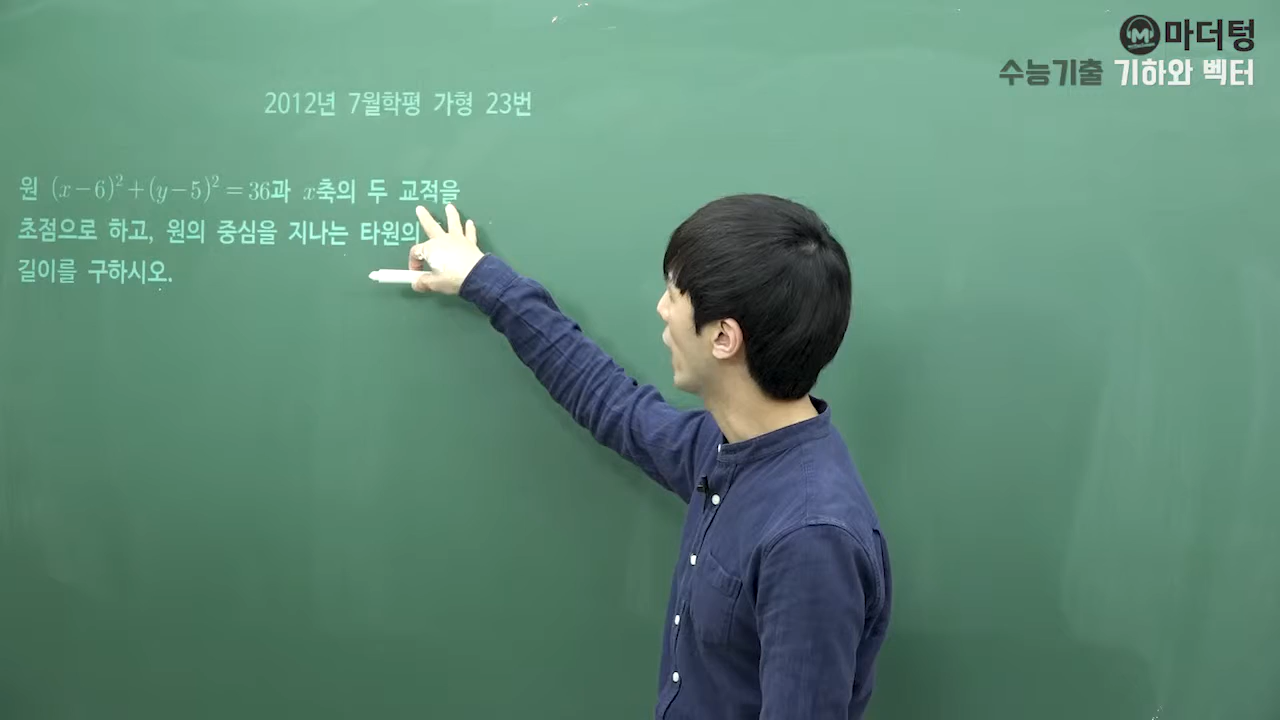 마더텅
수능기출 기하와 벡터
2012년 7월학평 가형 23번
원 (x-6)²+(y-5)²=36과 x축의 두 교점을
초점으로 하고, 원의 중심을 지나는 타원의
길이를 구하시오.